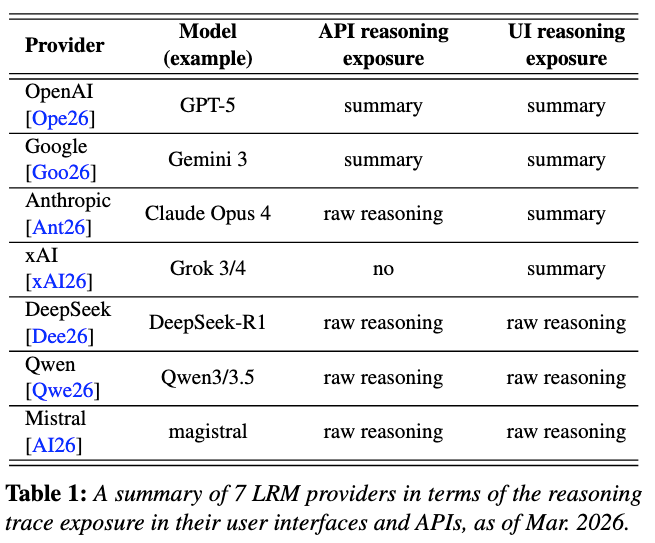 Provider Model (example) API reasoning exposure UI reasoning exposure
OpenAI [Ope26] GPT-5 summary summary
Google [Goo26] Gemini 3 summary summary
Anthropic [Ant26] Claude Opus 4 raw reasoning summary
xAI [xAI26] Grok 3/4 no summary
DeepSeek [Dee26] DeepSeek-R1 raw reasoning raw reasoning
Qwen [Qwe26] Qwen3/3.5 raw reasoning raw reasoning
Mistral [AI26] magistral raw reasoning raw reasoning
Table 1: A summary of 7 LRM providers in terms of the reasoning
trace exposure in their user interfaces and APIs, as of Mar. 2026.